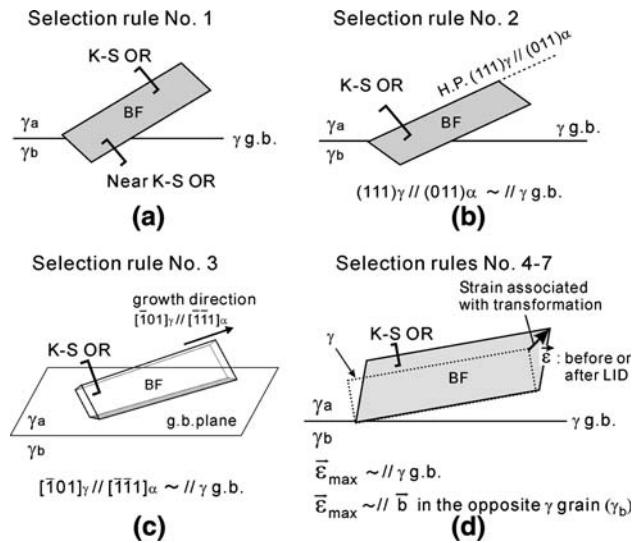 Selection rule No. 1
K-S OR
BF
γa
γb
γ g.b.
Near K-S OR
(a)
Selection rule No. 2
H.P. (111)γ // (011)α
K-S OR
BF
γa
γb
γ g.b.
(111)γ // (011)α ~ // γ g.b.
(b)
Selection rule No. 3
growth direction
[1̄01]γ // [1̄1̄1]α
K-S OR
BF
γa
g.b.plane
γb
[1̄01]γ // [1̄1̄1]α ~ // γ g.b.
(c)
Selection rules No. 4-7
Strain associated
with transformation
K-S OR
γ
ε⃗ : before or
after LID
BF
γa
γb
γ g.b.
ε⃗max ~ // γ g.b.
ε⃗max ~ // b⃗ in the opposite γ grain (γb)
(d)